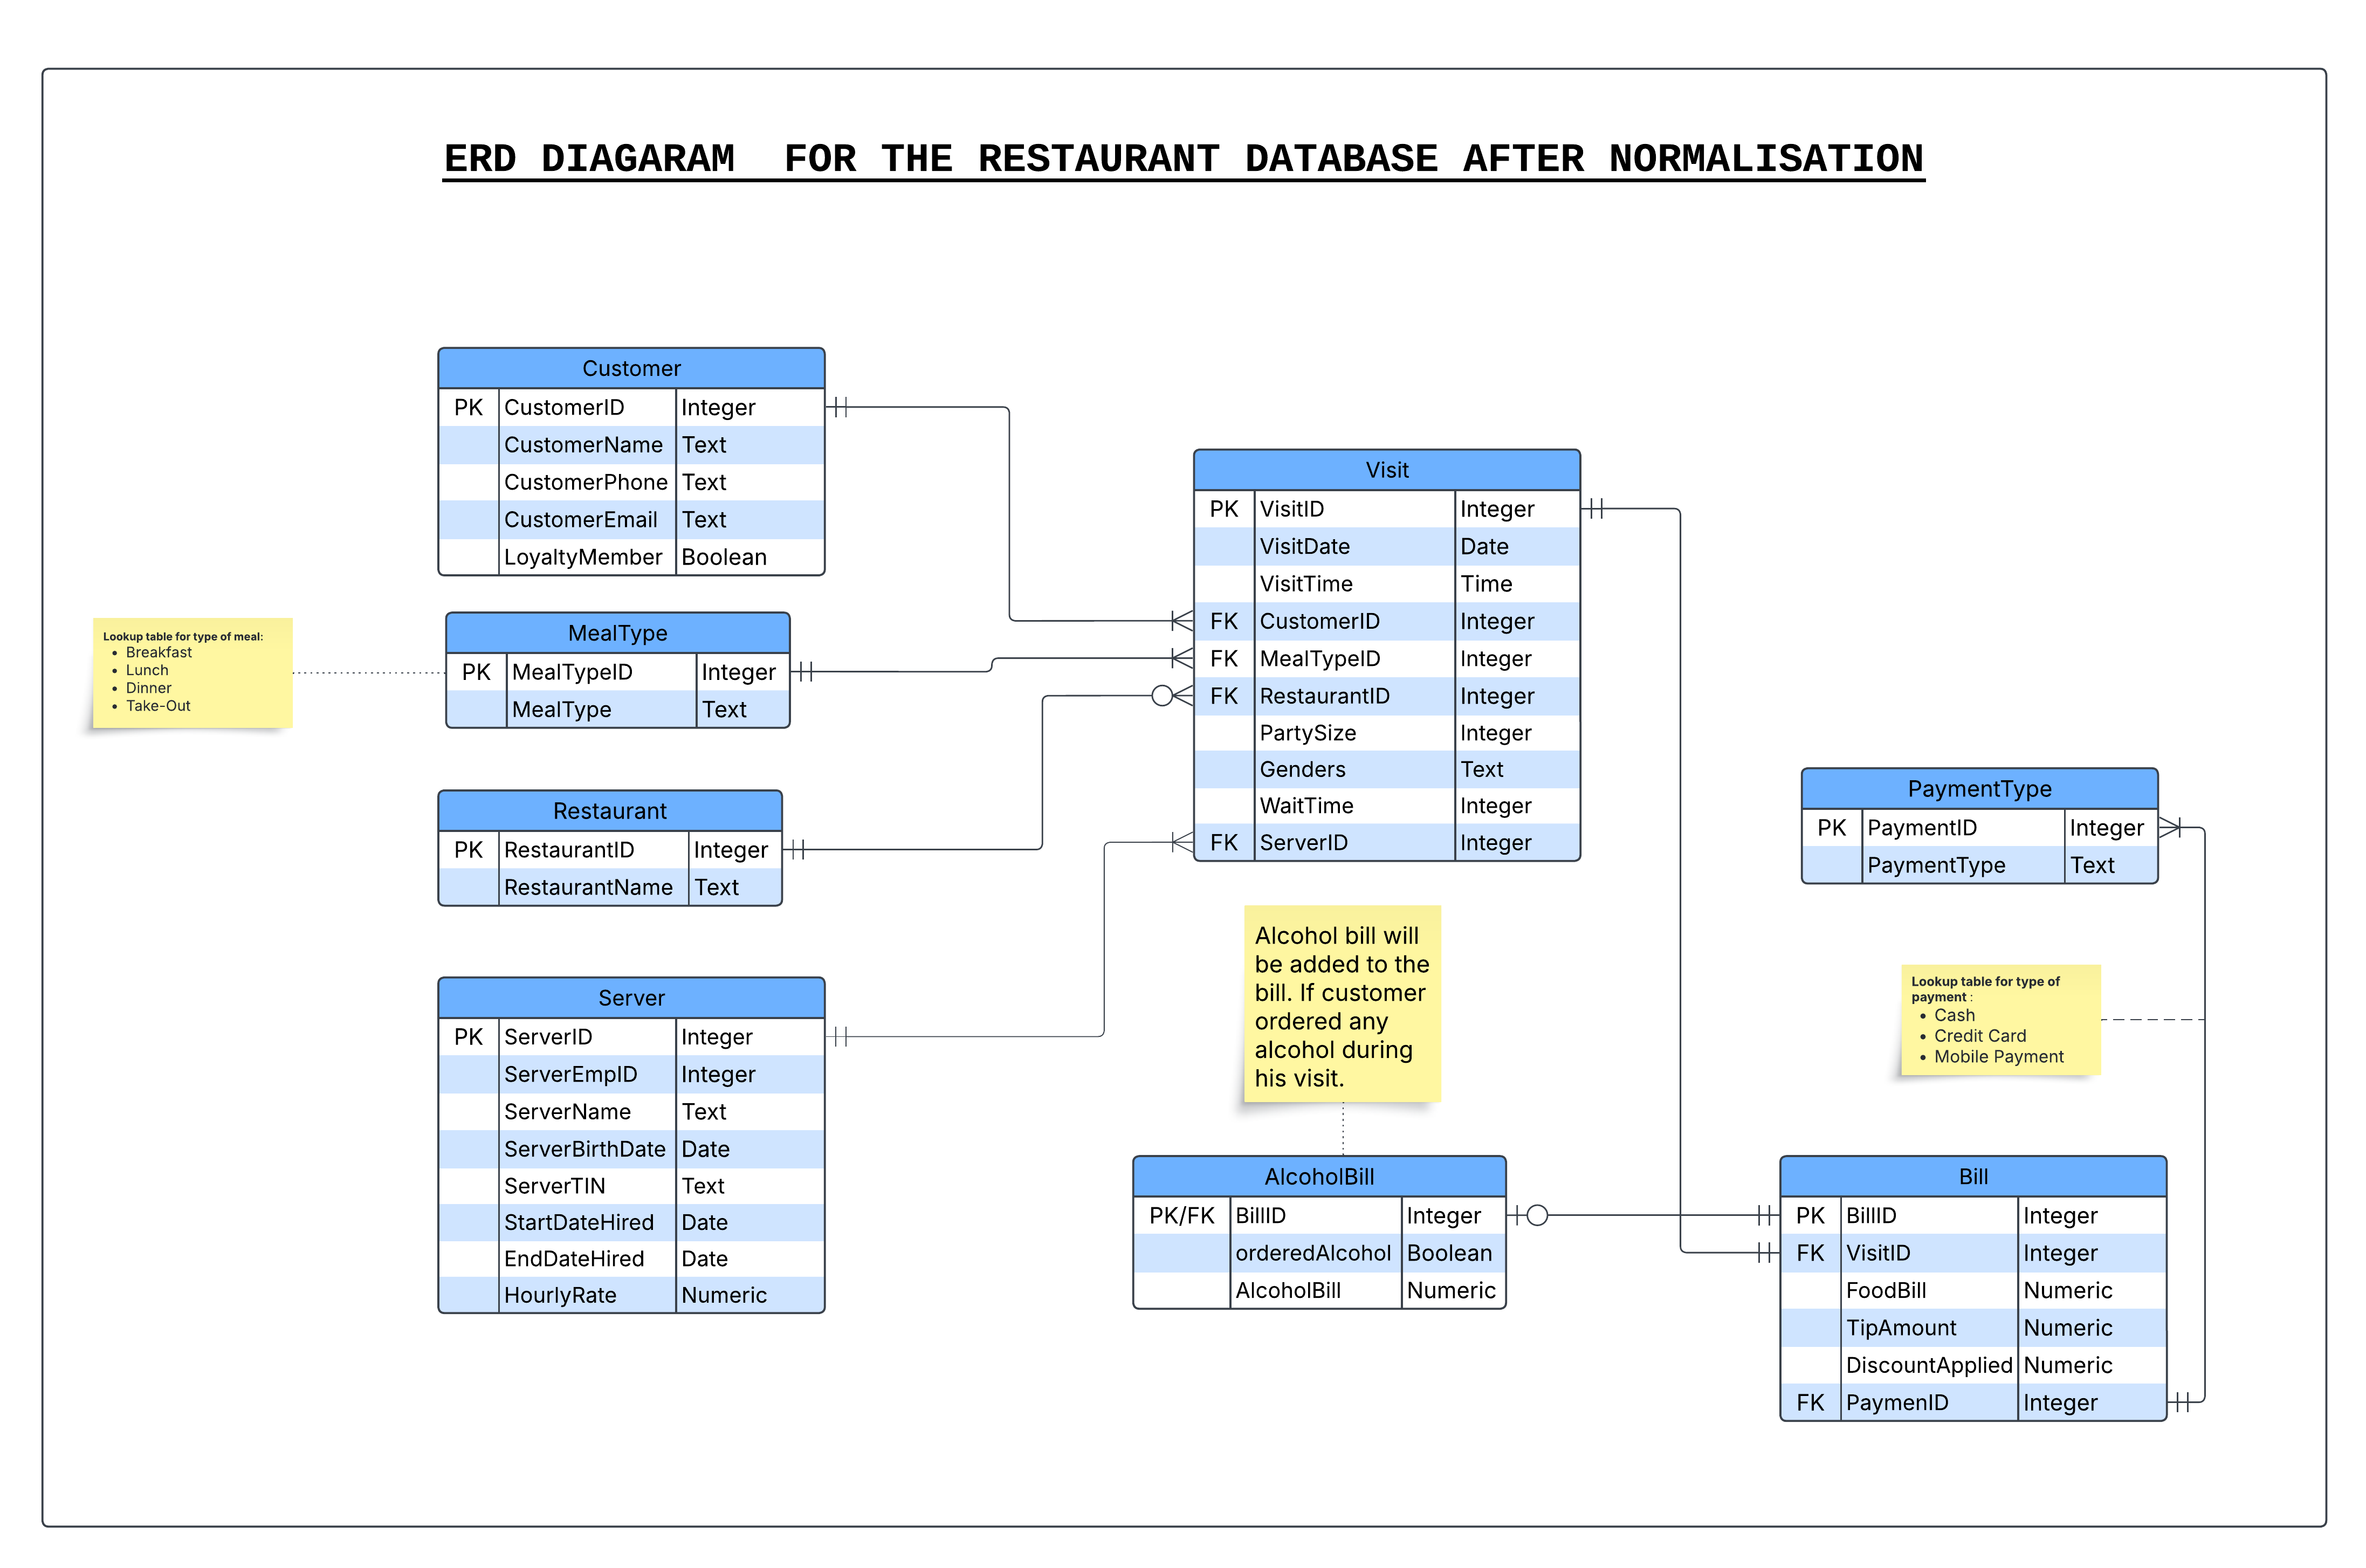 ERD DIAGARAM  FOR THE RESTAURANT DATABASE AFTER NORMALISATION
Customer
PK CustomerID Integer
CustomerName Text
CustomerPhone Text
CustomerEmail Text
LoyaltyMember Boolean
Lookup table for type of meal:
• Breakfast
• Lunch
• Dinner
• Take-Out
MealType
PK MealTypeID Integer
MealType Text
Restaurant
PK RestaurantID Integer
RestaurantName Text
Server
PK ServerID Integer
ServerEmpID Integer
ServerName Text
ServerBirthDate Date
ServerTIN Text
StartDateHired Date
EndDateHired Date
HourlyRate Numeric
Visit
PK VisitID Integer
VisitDate Date
VisitTime Time
FK CustomerID Integer
FK MealTypeID Integer
FK RestaurantID Integer
PartySize Integer
Genders Text
WaitTime Integer
FK ServerID Integer
Alcohol bill will
be added to the
bill. If customer
ordered any
alcohol during
his visit.
AlcoholBill
PK/FK BillID Integer
orderedAlcohol Boolean
AlcoholBill Numeric
PaymentType
PK PaymentID Integer
PaymentType Text
Lookup table for type of
payment :
• Cash
• Credit Card
• Mobile Payment
Bill
PK BillID Integer
FK VisitID Integer
FoodBill Numeric
TipAmount Numeric
DiscountApplied Numeric
FK PaymenID Integer